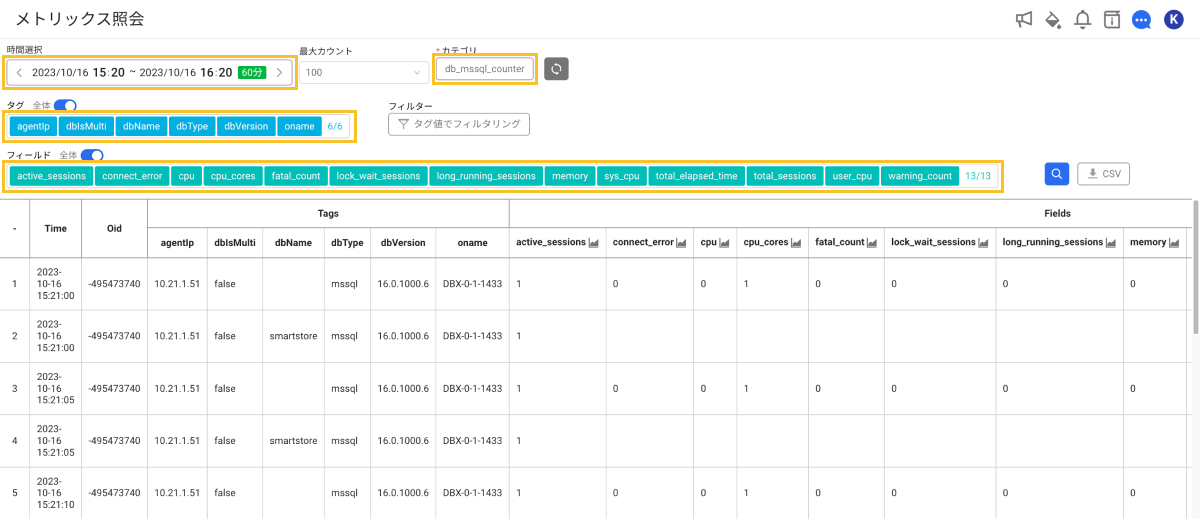 メトリックス照会
K
時間選択
最大カウント
* カテゴリ
2023/10/16 15:20 ~ 2023/10/16 16:20 60分
100
db_mssql_counter
タグ 全体
フィルター
agentIp dbIsMulti dbName dbType dbVersion oname 6/6
タグ値でフィルタリング
フィールド 全体
active_sessions connect_error cpu cpu_cores fatal_count lock_wait_sessions long_running_sessions memory sys_cpu total_elapsed_time total_sessions user_cpu warning_count 13/13
CSV
- Time Oid Tags Fields
agentIp dbIsMulti dbName dbType dbVersion oname active_sessions connect_error cpu cpu_cores fatal_count lock_wait_sessions long_running_sessions memory
1 2023-10-16 15:21:00 -495473740 10.21.1.51 false mssql 16.0.1000.6 DBX-0-1-1433 1 0 0 1 0 0 0 0
2 2023-10-16 15:21:00 -495473740 10.21.1.51 false smartstore mssql 16.0.1000.6 DBX-0-1-1433 1
3 2023-10-16 15:21:05 -495473740 10.21.1.51 false mssql 16.0.1000.6 DBX-0-1-1433 1 0 0 1 0 0 0 0
4 2023-10-16 15:21:05 -495473740 10.21.1.51 false smartstore mssql 16.0.1000.6 DBX-0-1-1433 1
5 2023-10-16 15:21:10 -495473740 10.21.1.51 false mssql 16.0.1000.6 DBX-0-1-1433 1 0 0 1 0 0 0 0